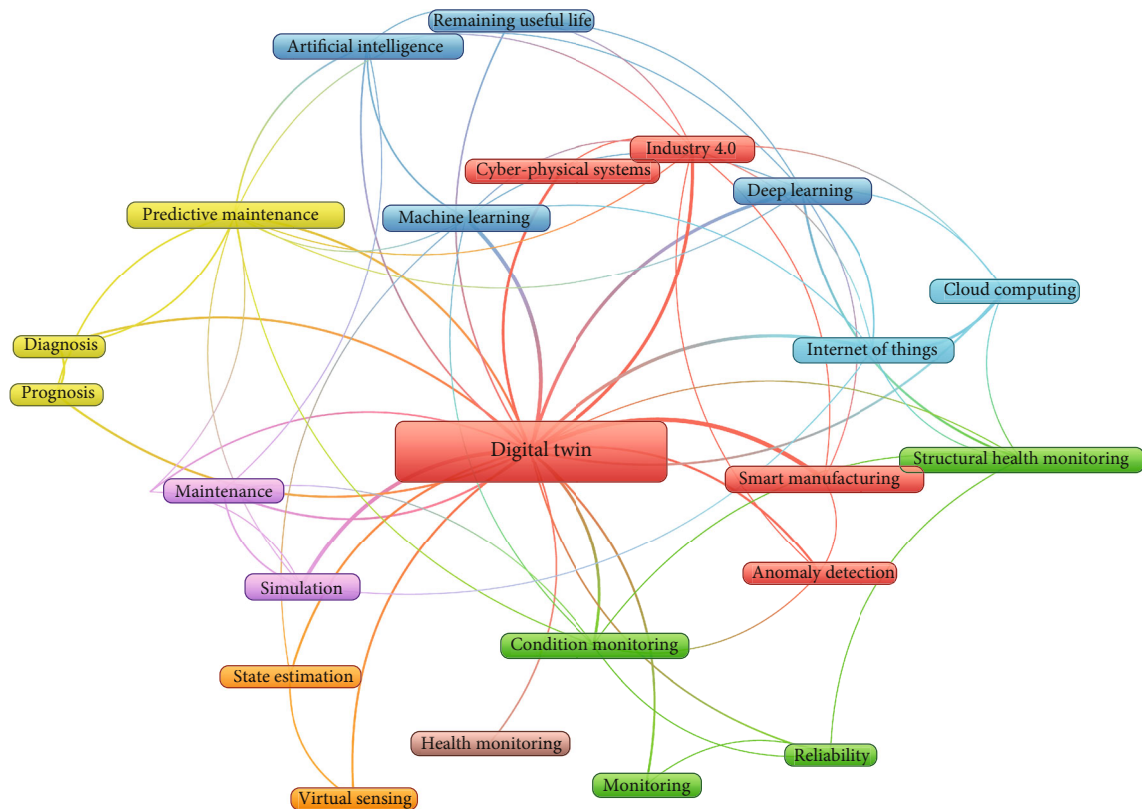 Remaining useful life
Artificial intelligence
Industry 4.0
Cyber-physical systems
Deep learning
Predictive maintenance
Machine learning
Cloud computing
Diagnosis
Internet of things
Prognosis
Digital twin
Structural health monitoring
Smart manufacturing
Maintenance
Anomaly detection
Simulation
Condition monitoring
State estimation
Health monitoring
Reliability
Monitoring
Virtual sensing